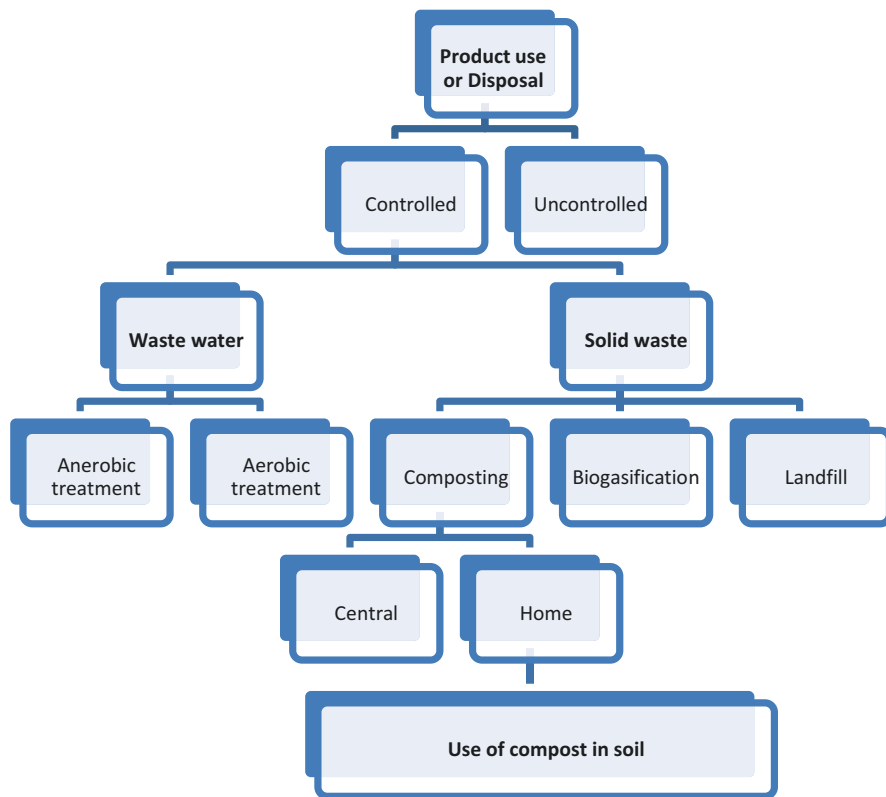 Product use
or Disposal
Controlled
Uncontrolled
Waste water
Solid waste
Anerobic
treatment
Aerobic
treatment
Composting
Biogasification
Landfill
Central
Home
Use of compost in soil